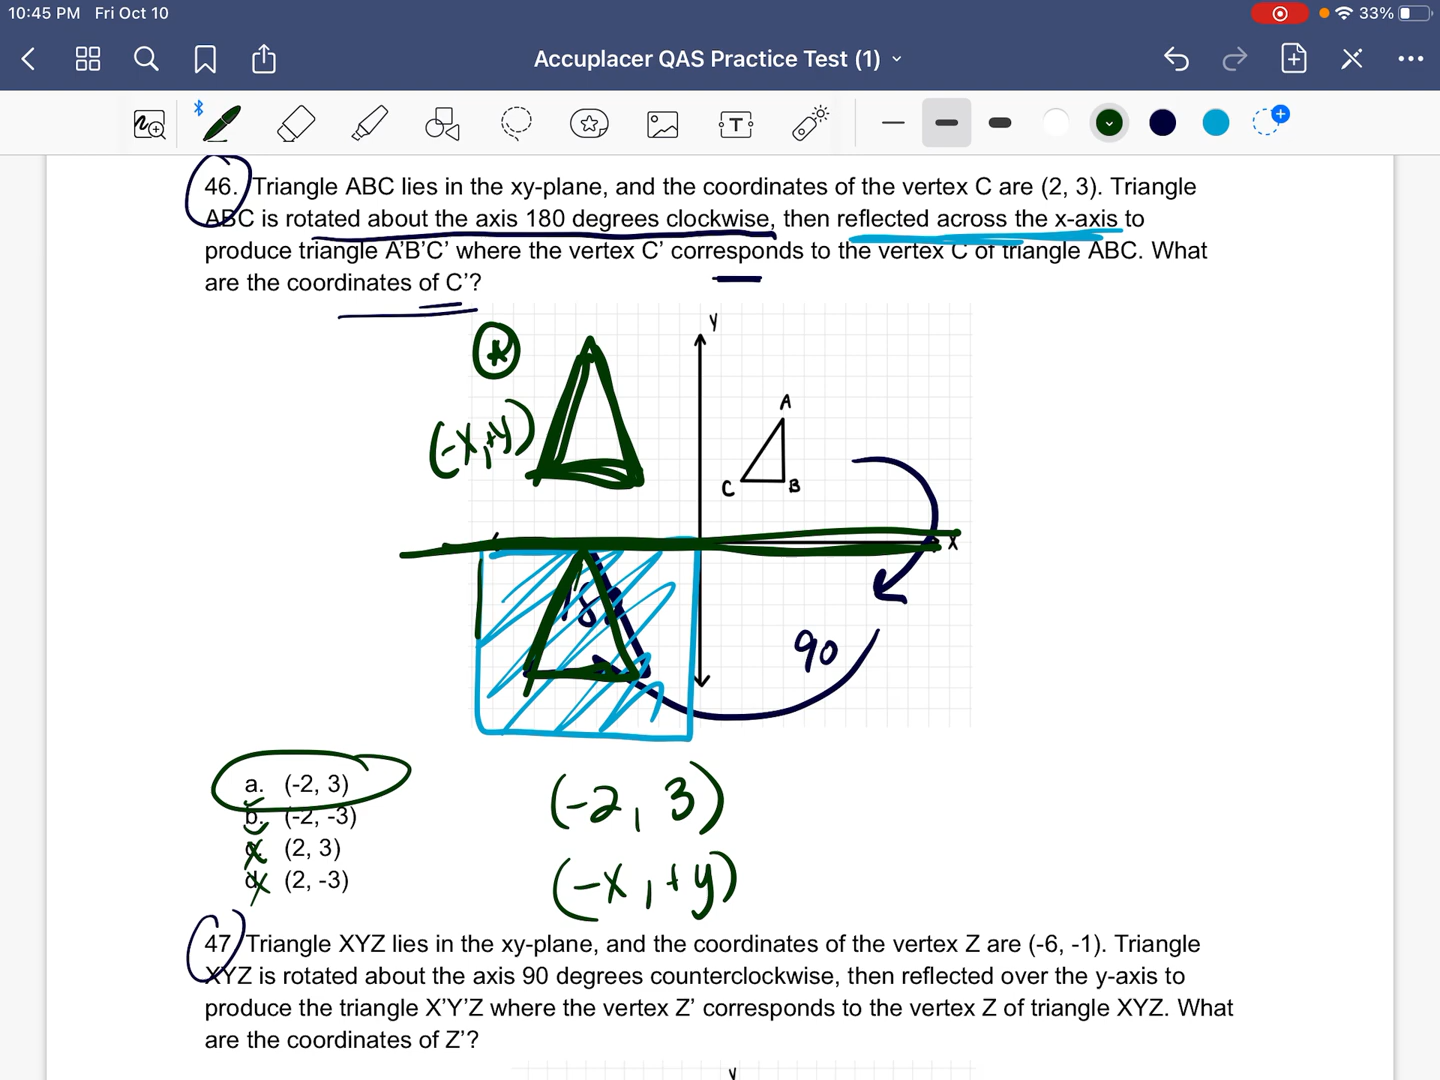 10:45 PM Fri Oct 10
33%
Accuplacer QAS Practice Test (1)
46. Triangle ABC lies in the xy-plane, and the coordinates of the vertex C are (2, 3). Triangle
ABC is rotated about the axis 180 degrees clockwise, then reflected across the x-axis to
produce triangle A'B'C' where the vertex C' corresponds to the vertex C of triangle ABC. What
are the coordinates of C'?
y
A
(-x,+y)
C
B
x
90
a. (-2, 3)
b. (-2, -3)
(2, 3)
d. (2, -3)
(-2, 3)
(-x, +y)
47. Triangle XYZ lies in the xy-plane, and the coordinates of the vertex Z are (-6, -1). Triangle
XYZ is rotated about the axis 90 degrees counterclockwise, then reflected over the y-axis to
produce the triangle X'Y'Z where the vertex Z' corresponds to the vertex Z of triangle XYZ. What
are the coordinates of Z'?
y